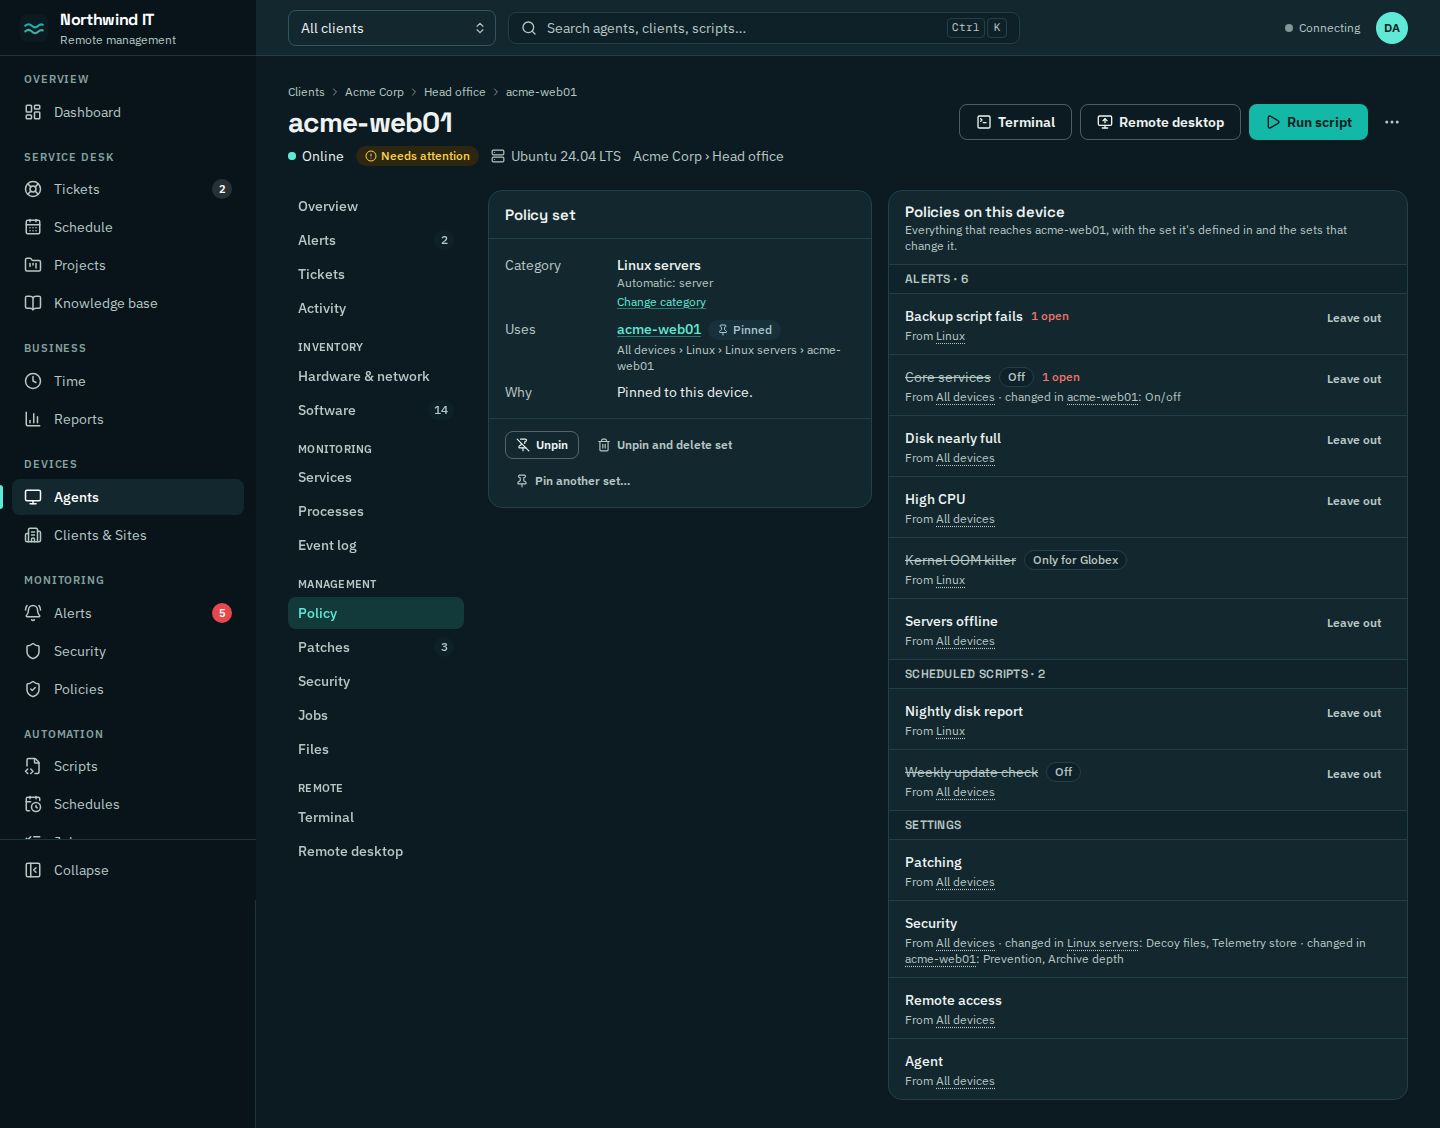 Northwind IT
Remote management
All clients
Search agents, clients, scripts...
Ctrl K
Connecting
DA
OVERVIEW
Dashboard
SERVICE DESK
Tickets 2
Schedule
Projects
Knowledge base
BUSINESS
Time
Reports
DEVICES
Agents
Clients & Sites
MONITORING
Alerts 5
Security
Policies
AUTOMATION
Scripts
Schedules
Collapse
Clients > Acme Corp > Head office > acme-web01
acme-web01
Online Needs attention Ubuntu 24.04 LTS Acme Corp › Head office
Terminal
Remote desktop
Run script
Overview
Alerts 2
Tickets
Activity
INVENTORY
Hardware & network
Software 14
MONITORING
Services
Processes
Event log
MANAGEMENT
Policy
Patches 3
Security
Jobs
Files
REMOTE
Terminal
Remote desktop
Policy set
Category Linux servers
Automatic: server
Change category
Uses acme-web01 Pinned
All devices › Linux › Linux servers › acme-
web01
Why Pinned to this device.
Unpin
Unpin and delete set
Pin another set...
Policies on this device
Everything that reaches acme-web01, with the set it's defined in and the sets that
change it.
ALERTS · 6
Backup script fails 1 open Leave out
From Linux
Core services Off 1 open Leave out
From All devices · changed in acme-web01: On/off
Disk nearly full Leave out
From All devices
High CPU Leave out
From All devices
Kernel OOM killer Only for Globex
From Linux
Servers offline Leave out
From All devices
SCHEDULED SCRIPTS · 2
Nightly disk report Leave out
From Linux
Weekly update check Off Leave out
From All devices
SETTINGS
Patching
From All devices
Security
From All devices · changed in Linux servers: Decoy files, Telemetry store · changed in
acme-web01: Prevention, Archive depth
Remote access
From All devices
Agent
From All devices